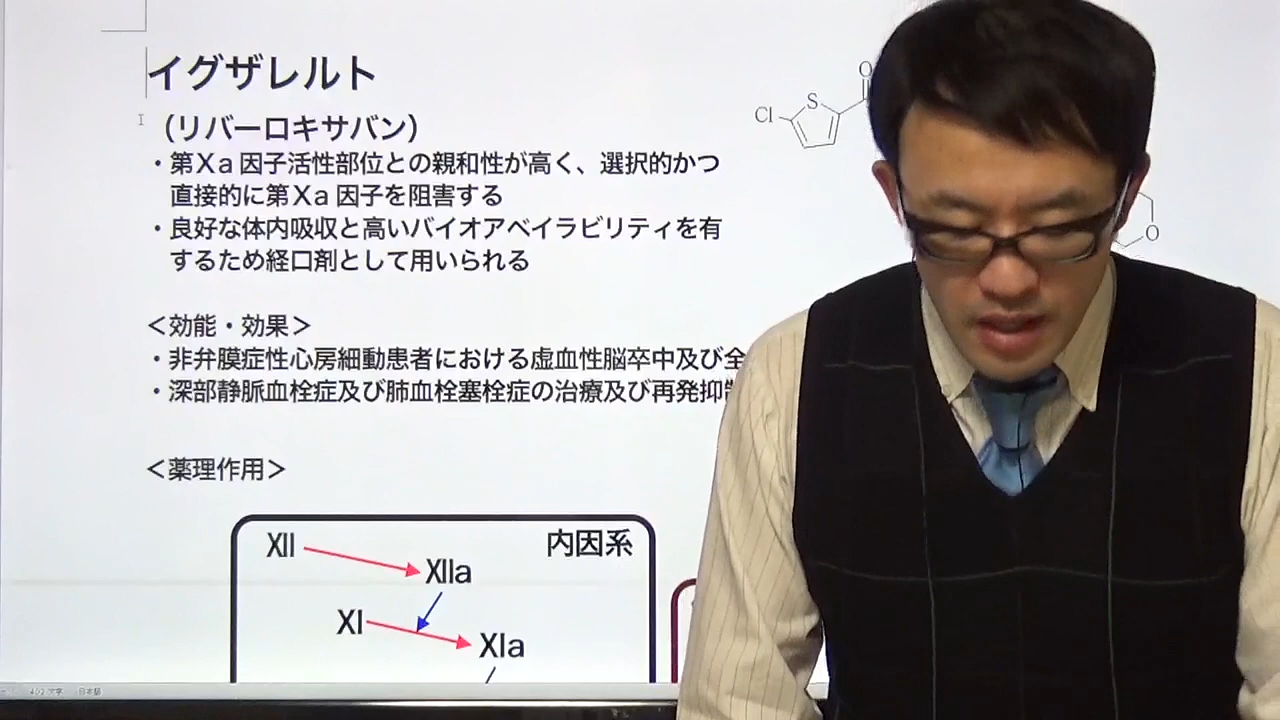 イグザレルト
（リバーロキサバン）
・第Ⅹａ因子活性部位との親和性が高く、選択的かつ
直接的に第Ⅹａ因子を阻害する
・良好な体内吸収と高いバイオアベイラビリティを有
するため経口剤として用いられる
＜効能・効果＞
・非弁膜症性心房細動患者における虚血性脳卒中及び全
・深部静脈血栓症及び肺血栓塞栓症の治療及び再発抑制
＜薬理作用＞
内因系
Ⅻ
Ⅻa
Ⅺ
Ⅺa
O
S
Cl
O
402 文字 日本語